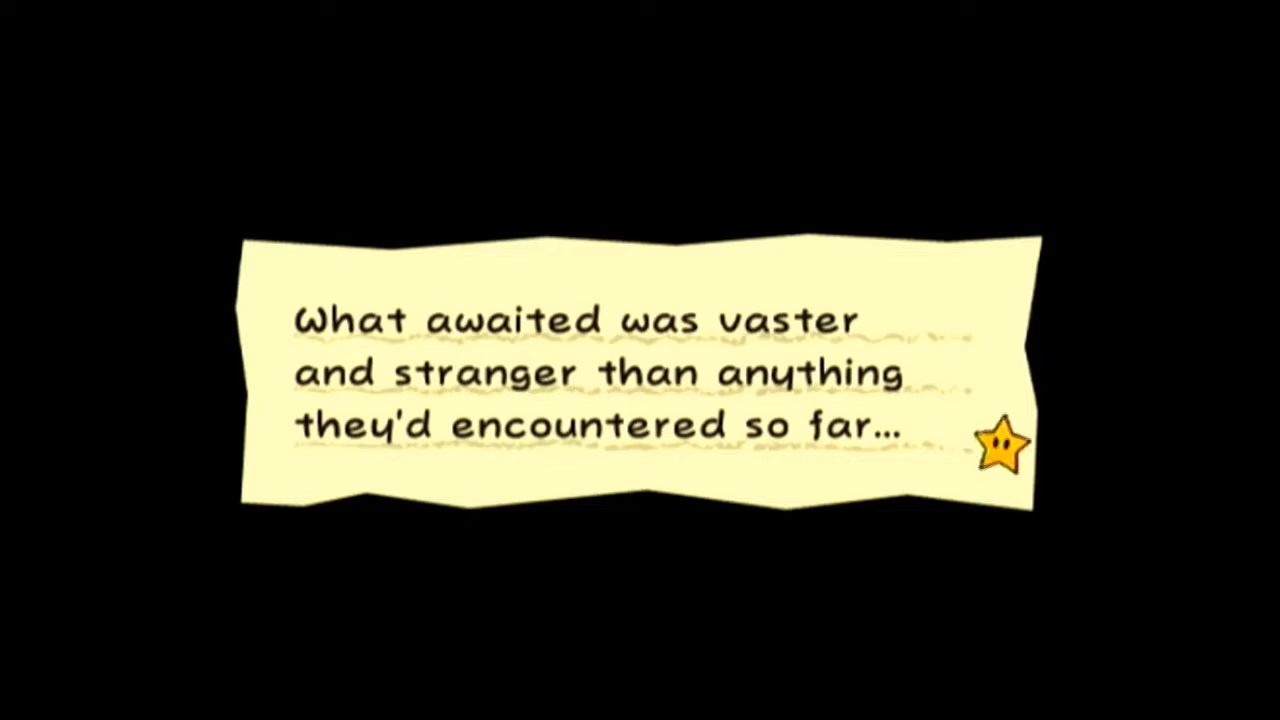 What awaited was vaster
and stranger than anything
they'd encountered so far...